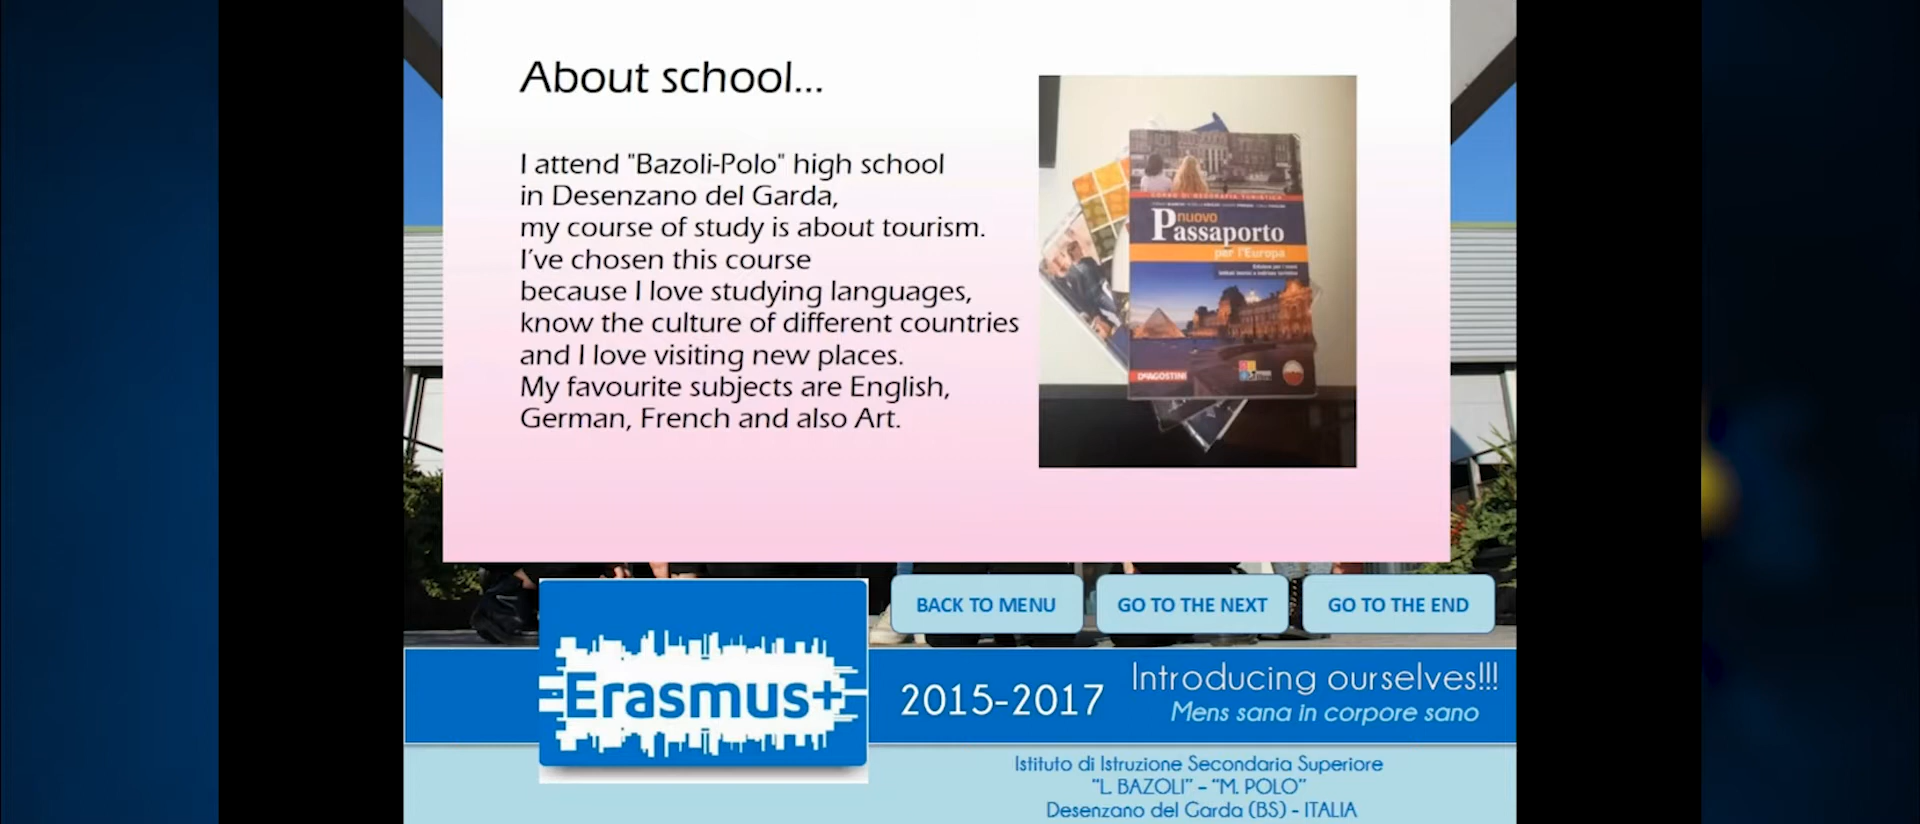 About school...
I attend "Bazoli-Polo" high school
in Desenzano del Garda,
my course of study is about tourism.
I've chosen this course
because I love studying languages,
know the culture of different countries
and I love visiting new places.
My favourite subjects are English,
German, French and also Art.
CORSO DI GEOGRAFIA TURISTICA
nuovo
Passaporto
per l'Europa
DeAGOSTINI
BACK TO MENU
GO TO THE NEXT
GO TO THE END
Erasmus+
2015-2017
Introducing ourselves!!!
Mens sana in corpore sano
Istituto di Istruzione Secondaria Superiore
"L. BAZOLI" - "M. POLO"
Desenzano del Garda (BS) - ITALIA